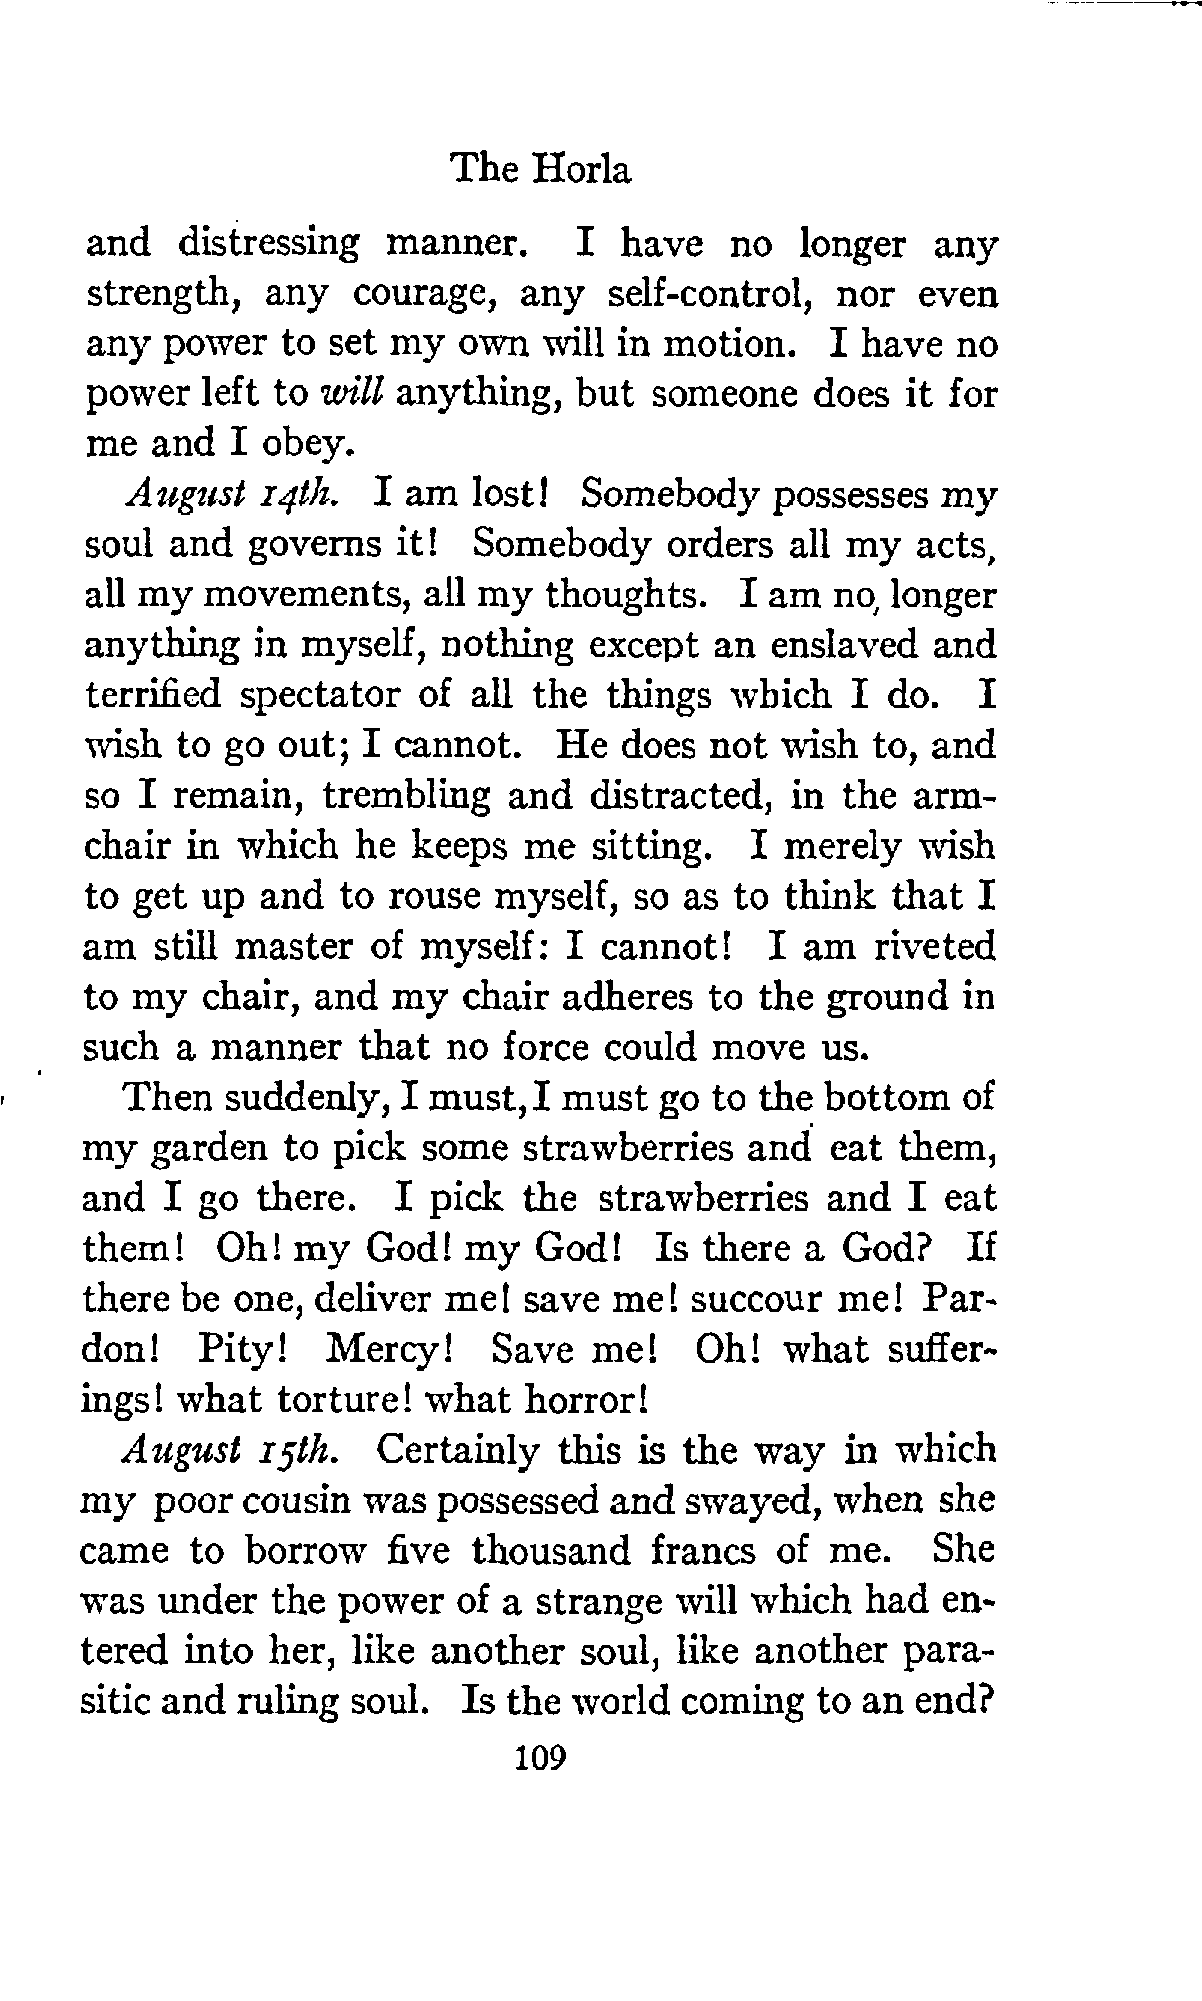 The Horla
and distressing manner. I have no longer any
strength, any courage, any self-control, nor even
any power to set my own will in motion. I have no
power left to will anything, but someone does it for
me and I obey.
August 14th. I am lost! Somebody possesses my
soul and governs it! Somebody orders all my acts,
all my movements, all my thoughts. I am no longer
anything in myself, nothing except an enslaved and
terrified spectator of all the things which I do. I
wish to go out; I cannot. He does not wish to, and
so I remain, trembling and distracted, in the arm-
chair in which he keeps me sitting. I merely wish
to get up and to rouse myself, so as to think that I
am still master of myself: I cannot! I am riveted
to my chair, and my chair adheres to the ground in
such a manner that no force could move us.
Then suddenly, I must, I must go to the bottom of
my garden to pick some strawberries and eat them,
and I go there. I pick the strawberries and I eat
them! Oh! my God! my God! Is there a God? If
there be one, deliver me! save me! succour me! Par-
don! Pity! Mercy! Save me! Oh! what suffer-
ings! what torture! what horror!
August 15th. Certainly this is the way in which
my poor cousin was possessed and swayed, when she
came to borrow five thousand francs of me. She
was under the power of a strange will which had en-
tered into her, like another soul, like another para-
sitic and ruling soul. Is the world coming to an end?
109